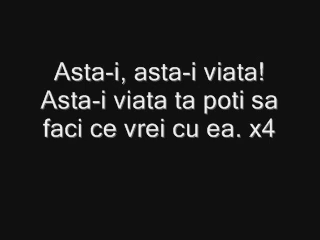 Asta-i, asta-i viata!
Asta-i viata ta poti sa
faci ce vrei cu ea. x4